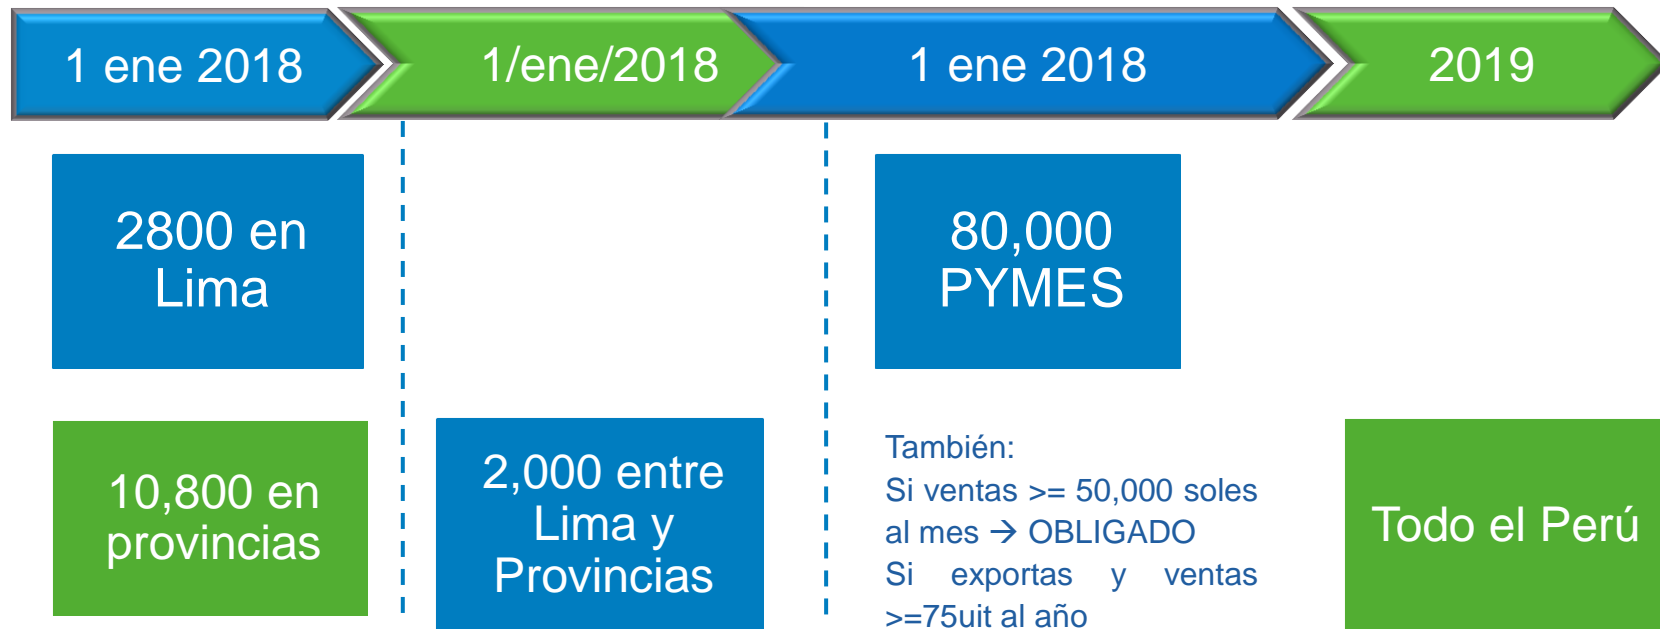 1 ene 2018
1/ene/2018
1 ene 2018
2019
2800 en
Lima
80,000
PYMES
10,800 en
provincias
2,000 entre
Lima y
Provincias
También:
Si ventas >= 50,000 soles
al mes → OBLIGADO
Si exportas y ventas
>=75uit al año
Todo el Perú